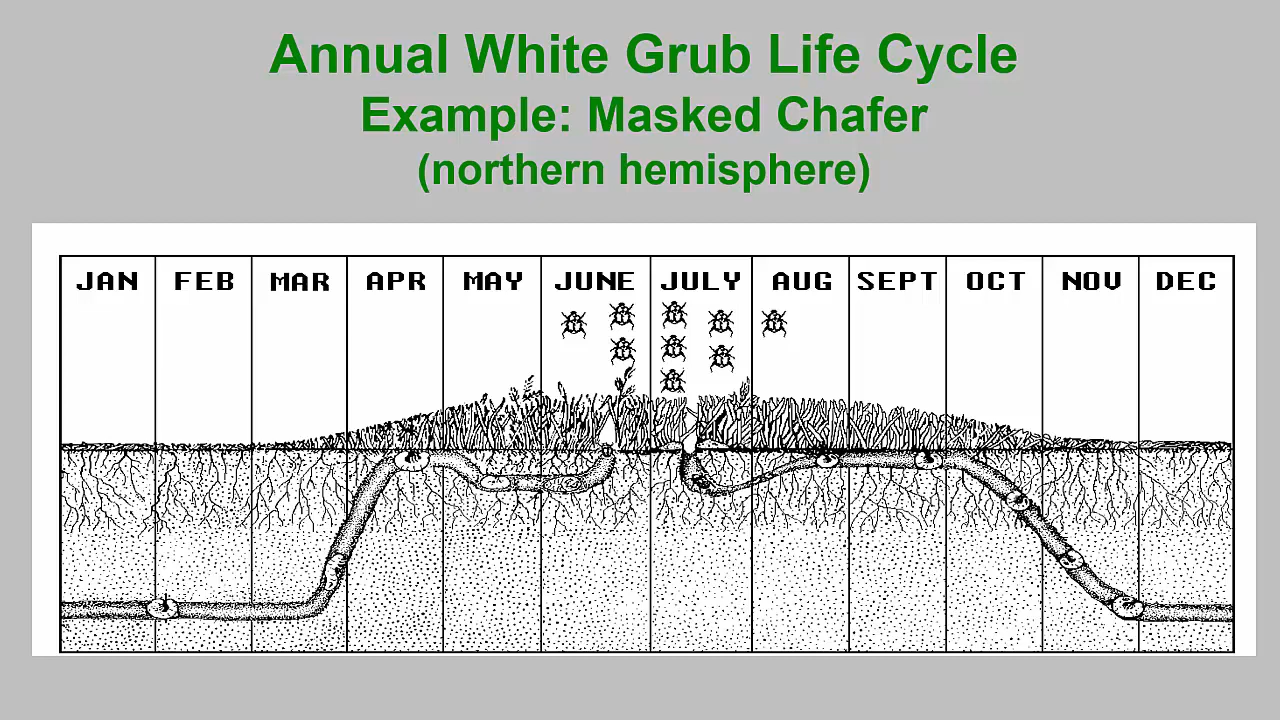 Annual White Grub Life Cycle
Example: Masked Chafer
(northern hemisphere)
JAN FEB MAR APR MAY JUNE JULY AUG SEPT OCT NOV DEC